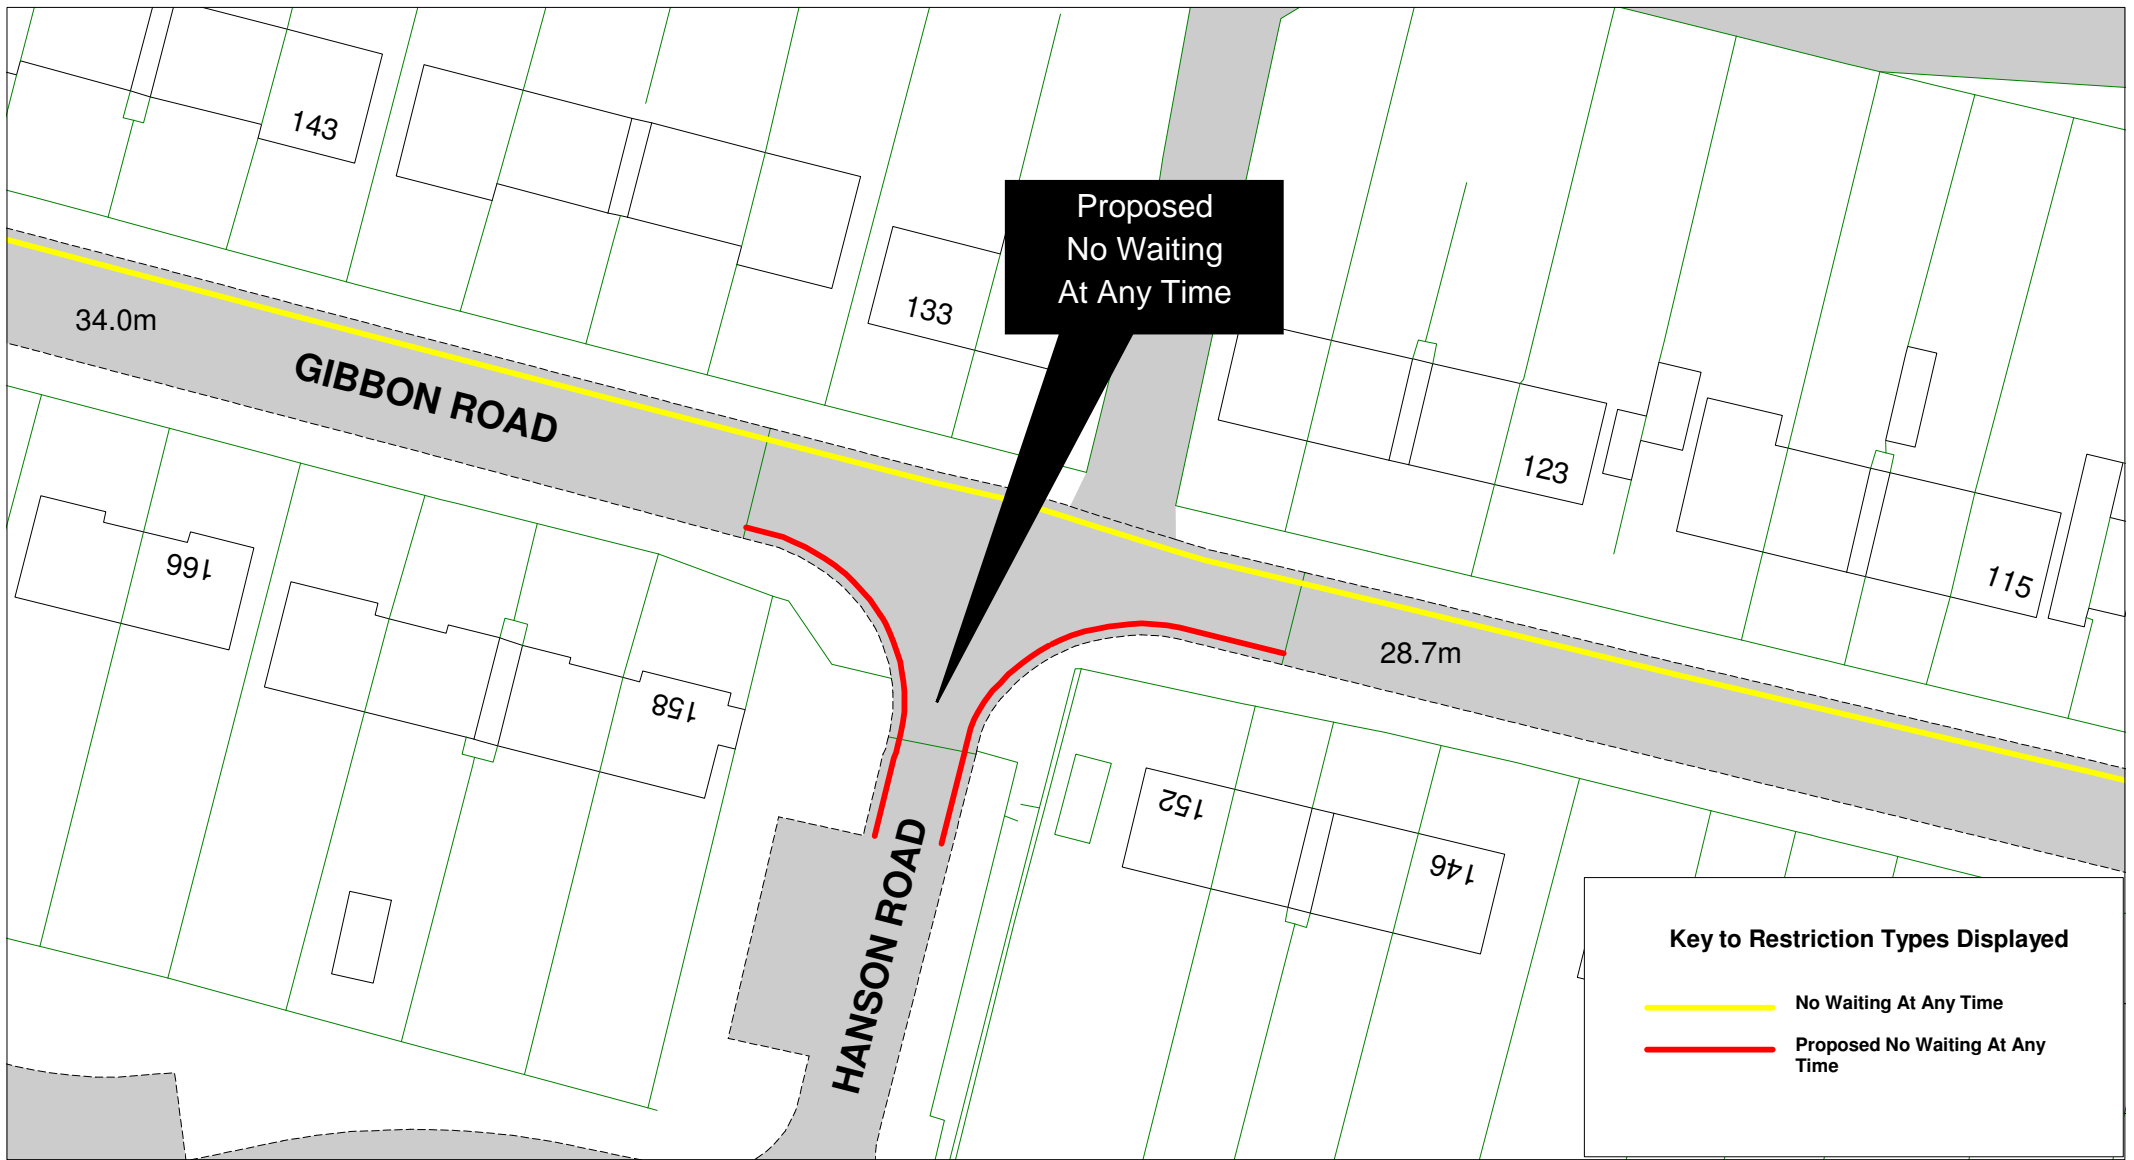 143
Proposed
No Waiting
At Any Time
133
34.0m
GIBBON ROAD
123
166
115
28.7m
158
152
146
HANSON ROAD
Key to Restriction Types Displayed
No Waiting At Any Time
Proposed No Waiting At Any
Time